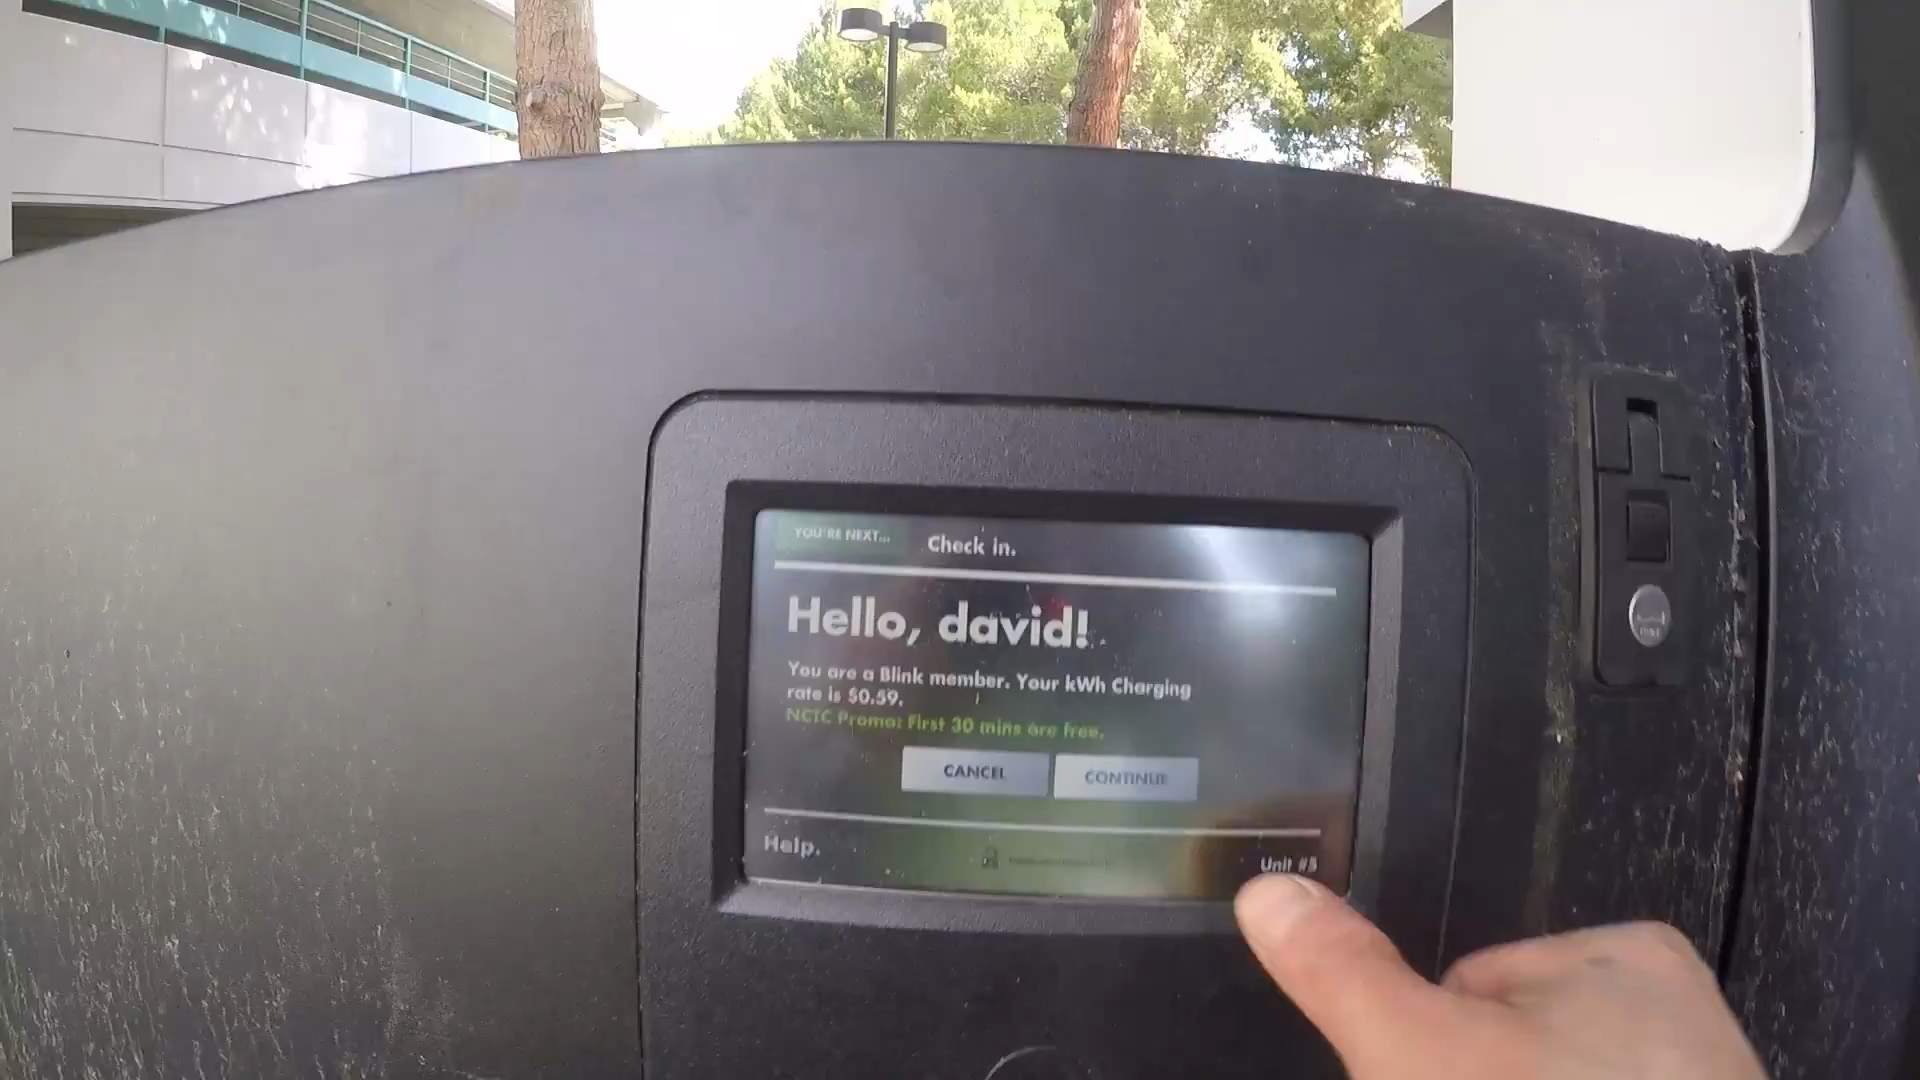 YOU'RE NEXT...
Check in.
Hello, david!
You are a Blink member. Your kWh Charging
rate is $0.59.
NCTC Promo: First 30 mins are free.
CANCEL
CONTINUE
Help.
Unit #5